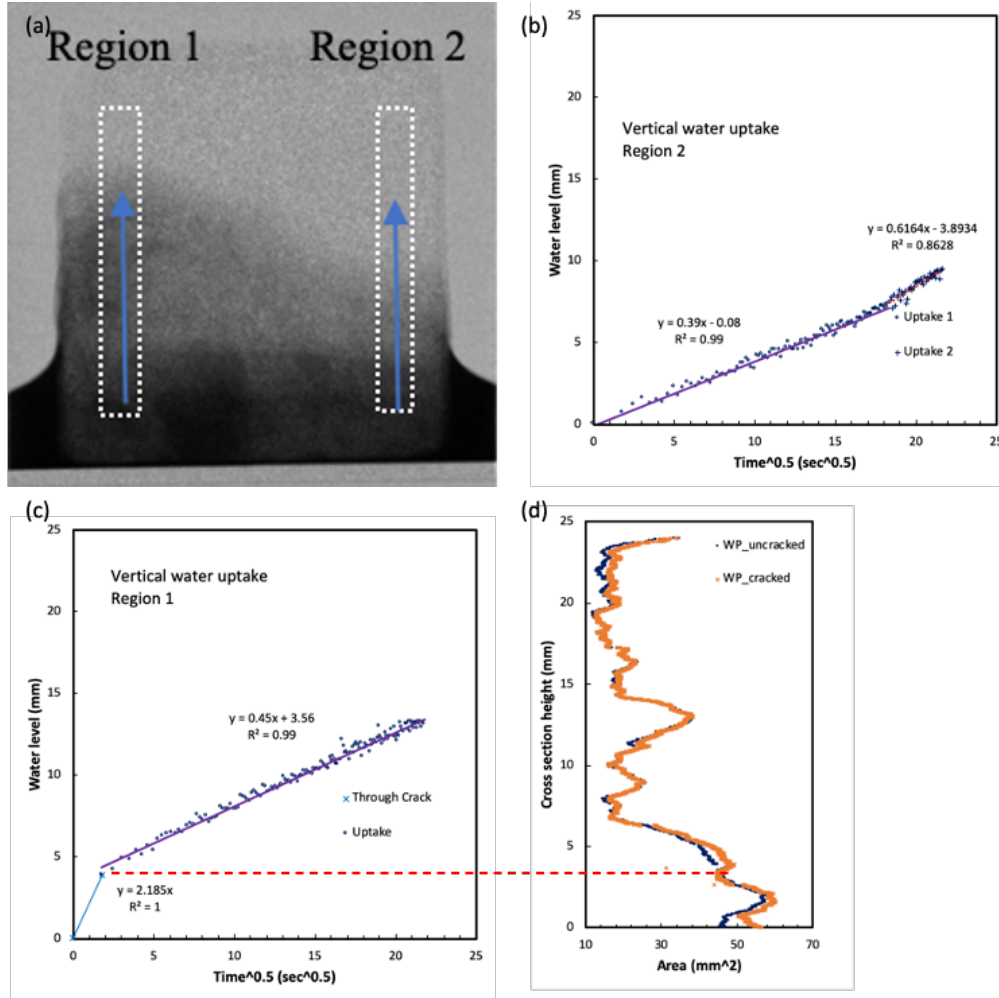 (a)
Region 1
Region 2
(b)
25
20
15
10
5
0
0
5
10
15
20
25
Water level (mm)
Time^0.5 (sec^0.5)
Vertical water uptake
Region 2
y = 0.6164x - 3.8934
R² = 0.8628
y = 0.39x - 0.08
R² = 0.99
Uptake 1
Uptake 2
(c)
25
20
15
10
5
0
0
5
10
15
20
25
Water level (mm)
Time^0.5 (sec^0.5)
Vertical water uptake
Region 1
y = 0.45x + 3.56
R² = 0.99
Through Crack
Uptake
y = 2.185x
R² = 1
(d)
25
20
15
10
5
0
10
30
50
70
Cross section height (mm)
Area (mm^2)
WP_uncracked
WP_cracked